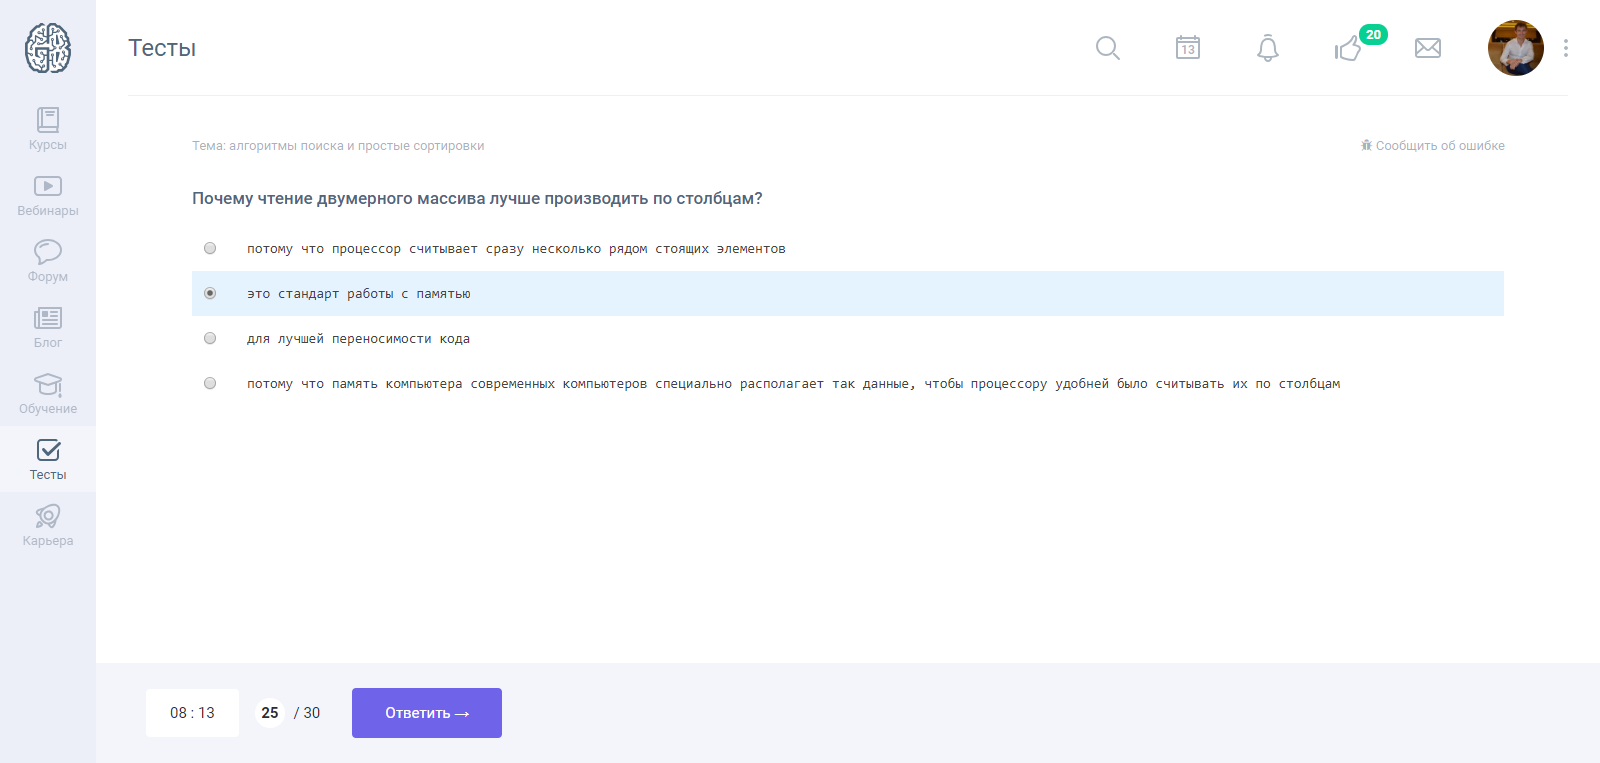 Тесты
13
20
Курсы
Вебинары
Форум
Блог
Обучение
Тесты
Карьера
Тема: алгоритмы поиска и простые сортировки
Сообщить об ошибке
Почему чтение двумерного массива лучше производить по столбцам?
потому что процессор считывает сразу несколько рядом стоящих элементов
это стандарт работы с памятью
для лучшей переносимости кода
потому что память компьютера современных компьютеров специально располагает так данные, чтобы процессору удобней было считывать их по столбцам
08 : 13
25 / 30
Ответить →